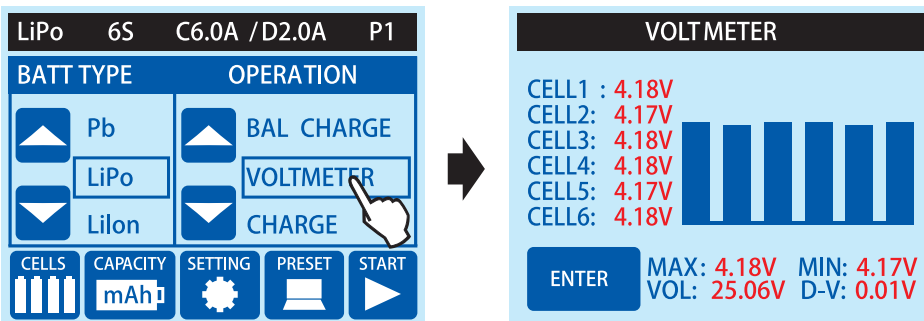 LiPo 6S C6.0A /D2.0A P1
BATT TYPE OPERATION
Pb BAL CHARGE
LiPo VOLTMETER
LiIon CHARGE
CELLS CAPACITY SETTING PRESET START
mAh
VOLTMETER
CELL1 : 4.18V
CELL2: 4.17V
CELL3: 4.18V
CELL4: 4.18V
CELL5: 4.17V
CELL6: 4.18V
ENTER
MAX: 4.18V MIN: 4.17V
VOL: 25.06V D-V: 0.01V